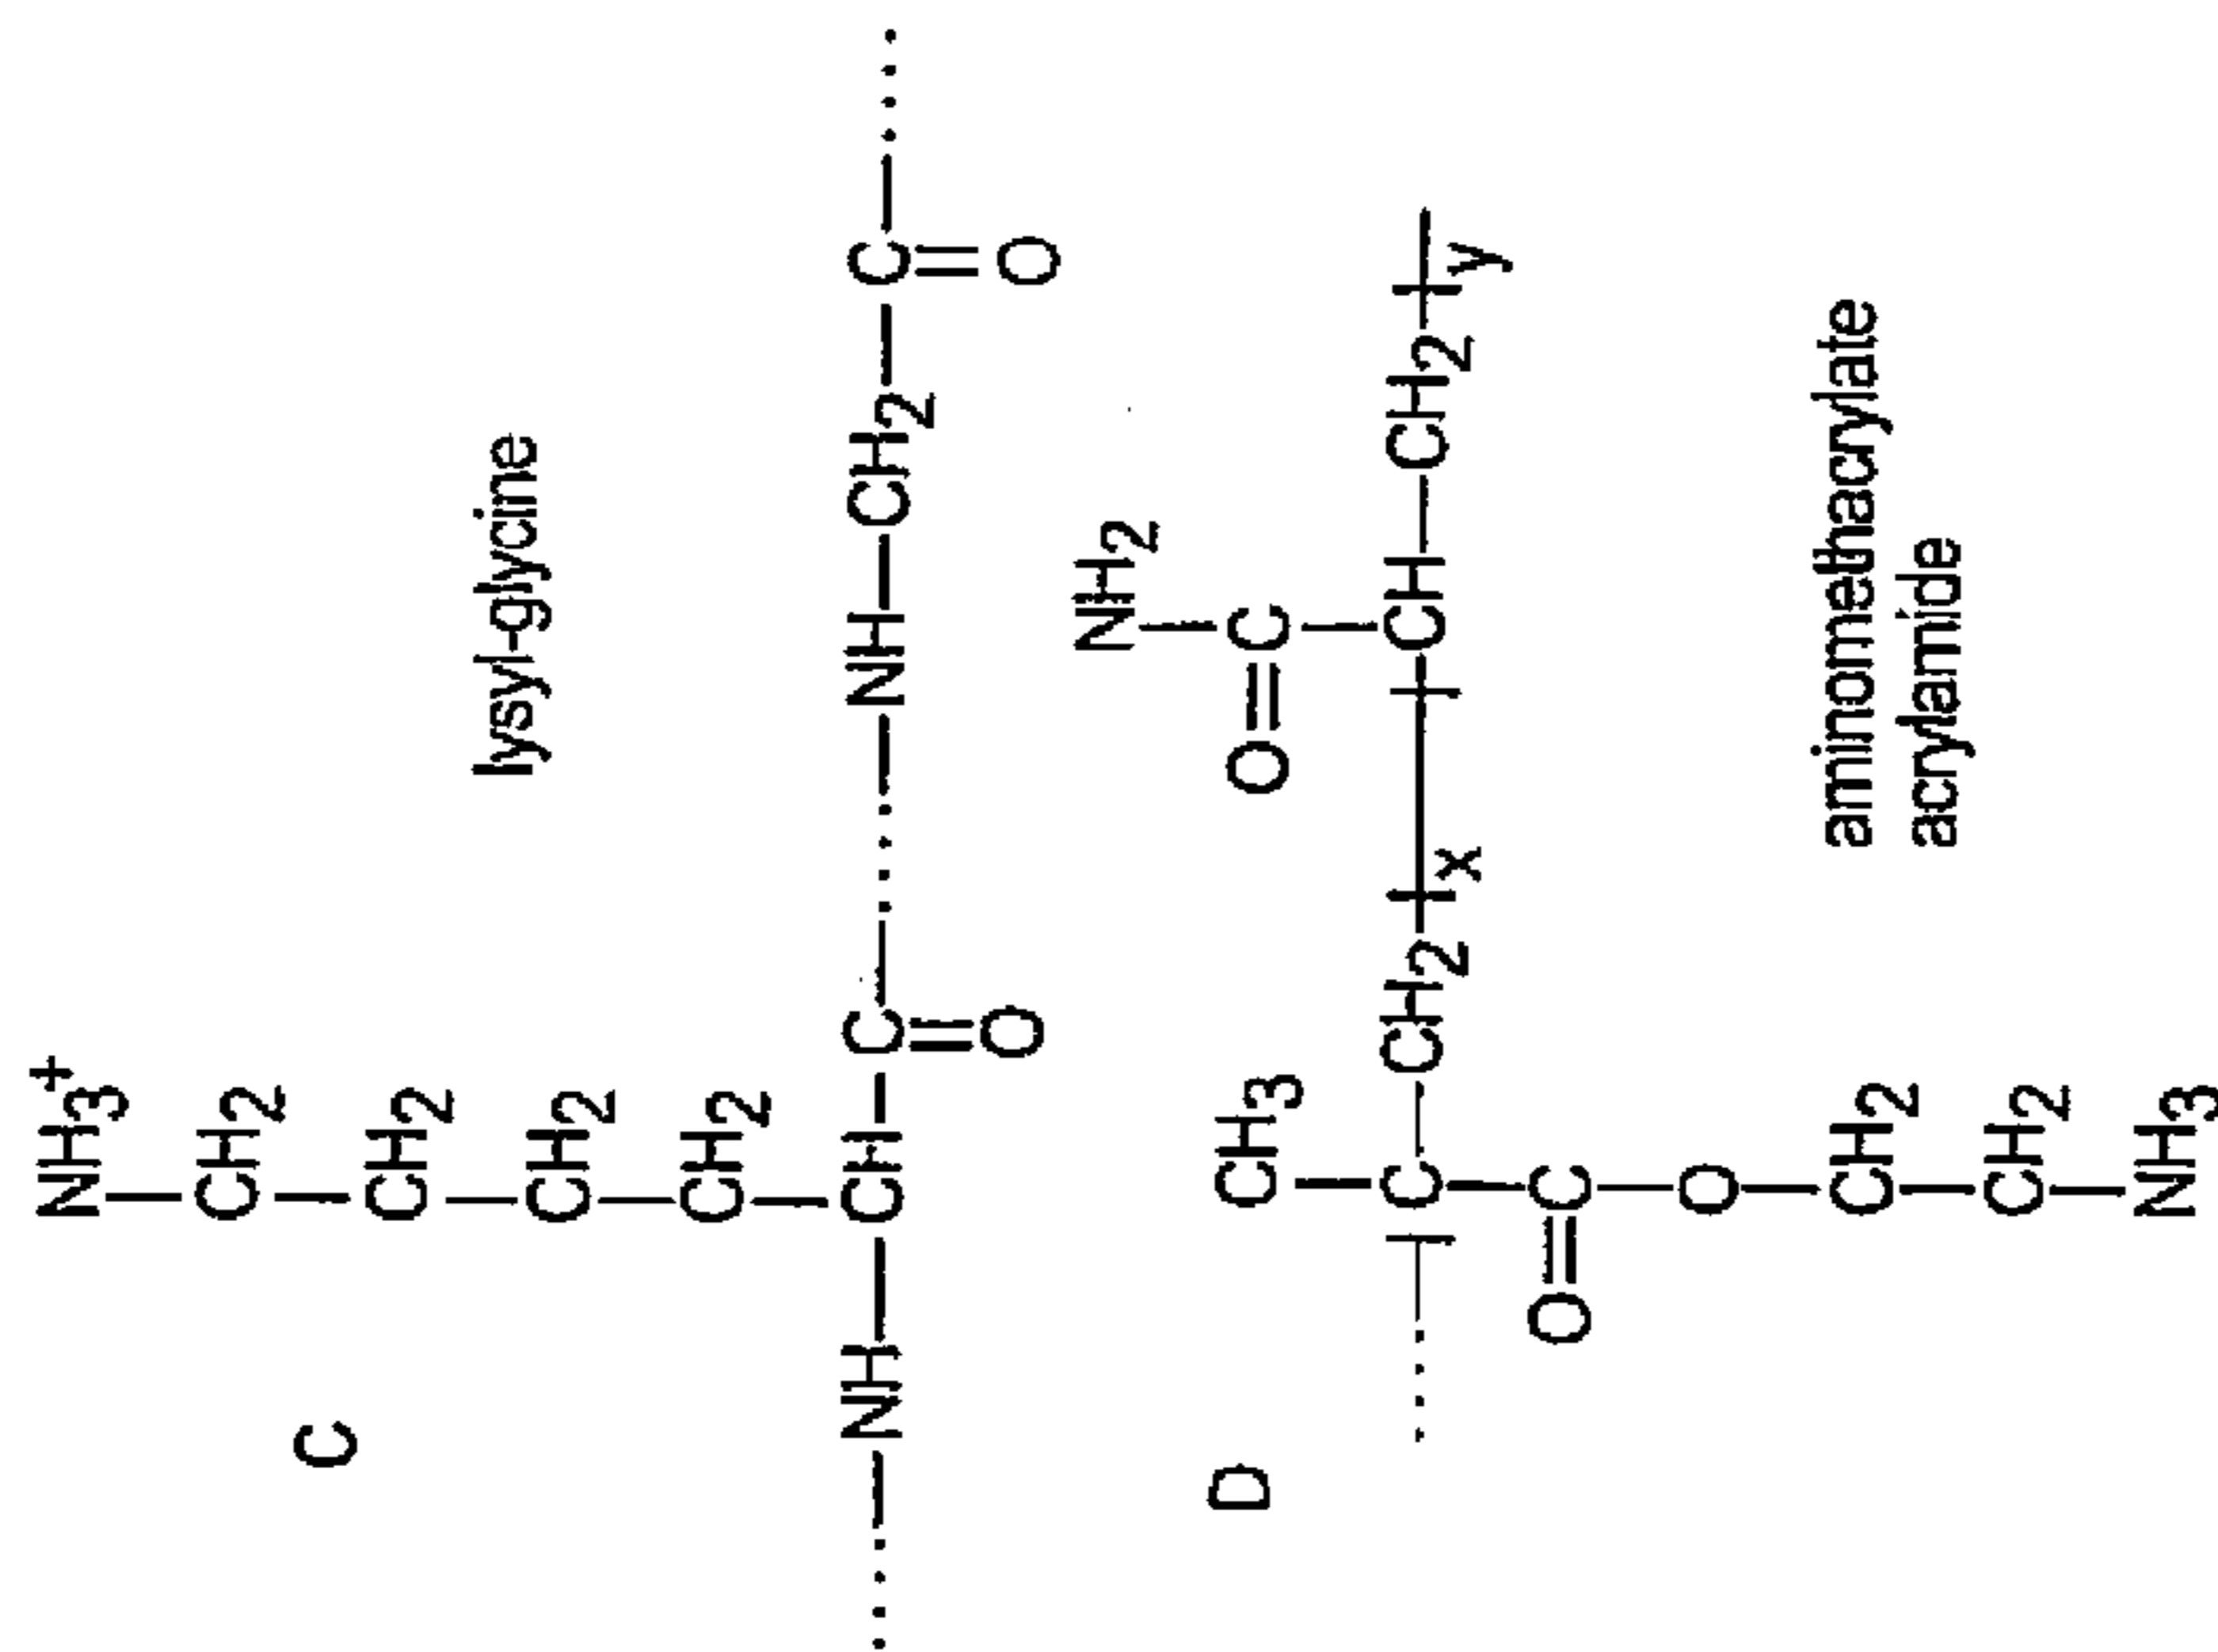 NH3+
CH2
C
CH2
lysyl-glycine
CH2
CH2
....—NH—CH—C—....—NH—CH2—C—....
O O
NH2
D CH3 O=C
....—C—CH2 x CH—CH2 y
O=C
O
CH2 aminomethacrylate
acrylamide
CH2
NH3